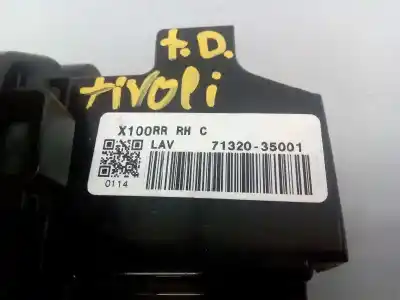 t.D.
tivoli
X100RR RH C
LAV 71320-35001
0114